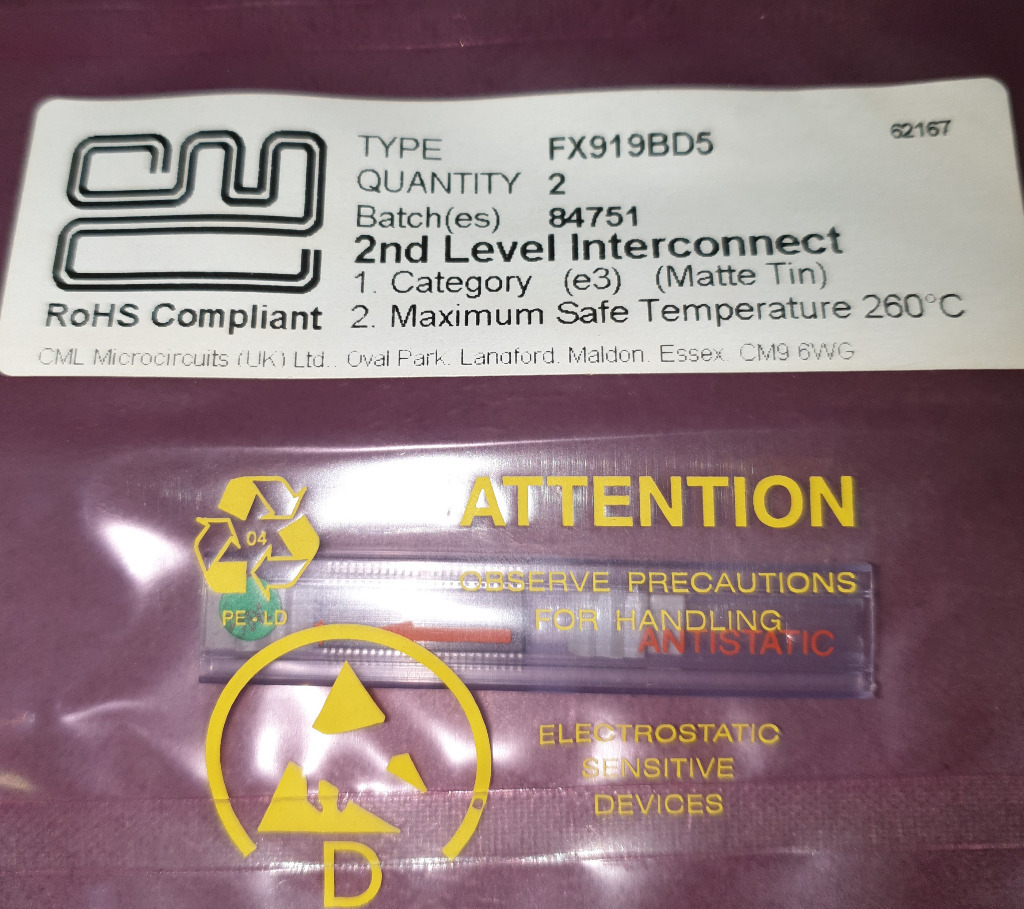 62167
TYPE FX919BD5
QUANTITY 2
Batch(es) 84751
2nd Level Interconnect
1. Category (e3) (Matte Tin)
RoHS Compliant 2. Maximum Safe Temperature 260°C
CML Microcircuits (UK) Ltd., Oval Park, Langford, Maldon, Essex, CM9 6WG
ATTENTION
04
OBSERVE PRECAUTIONS
PE-LD FOR HANDLING
ANTISTATIC
ELECTROSTATIC
SENSITIVE
DEVICES
D